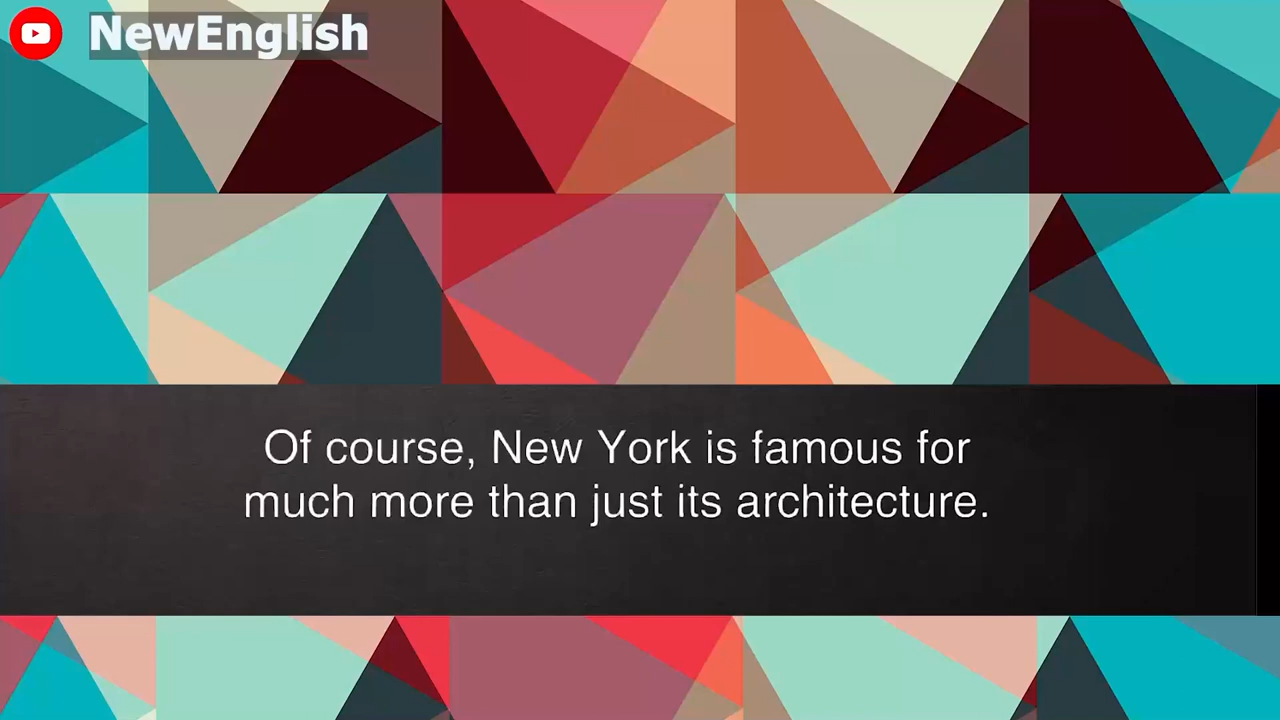 NewEnglish
Of course, New York is famous for
much more than just its architecture.